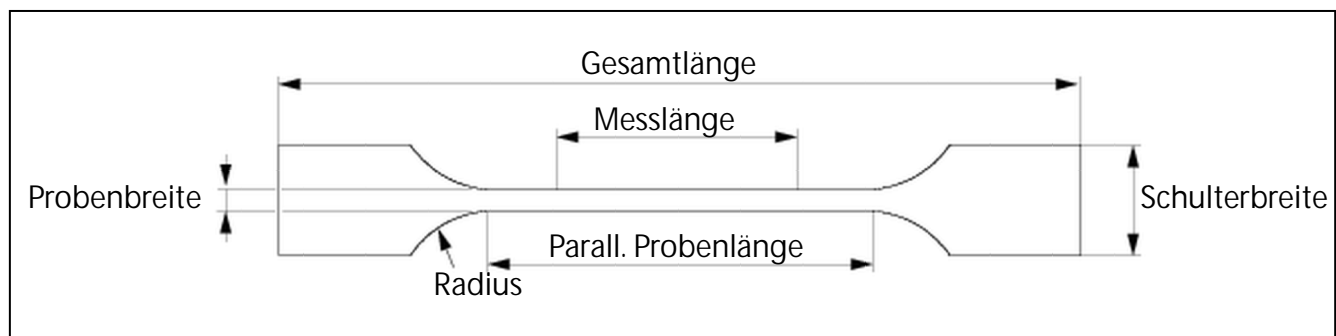 Gesamtlänge
Messlänge
Probenbreite
Schulterbreite
Parall. Probenlänge
Radius